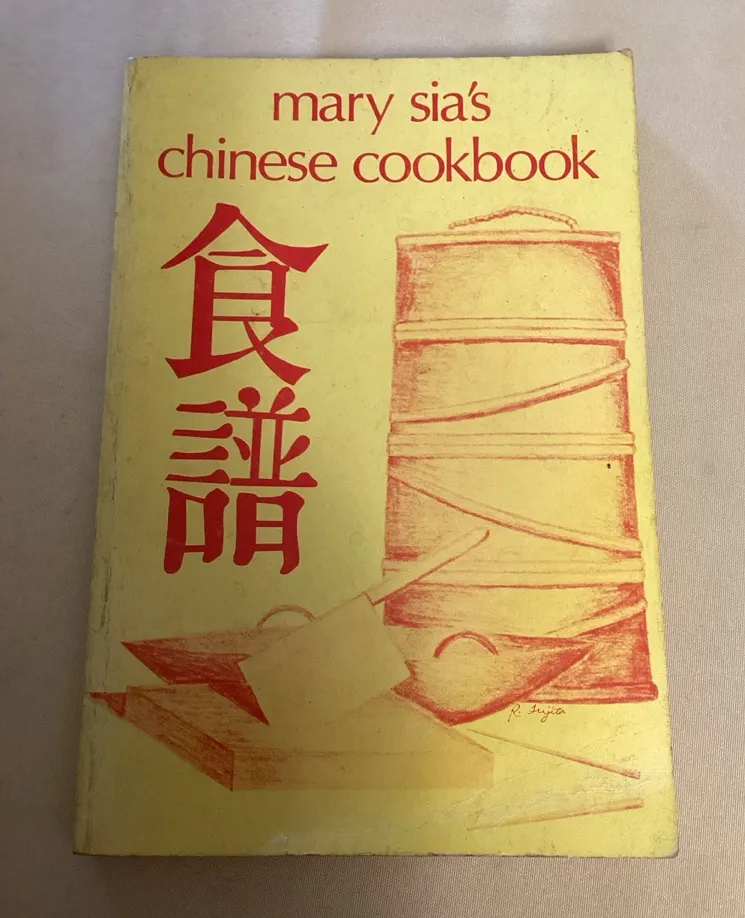 mary sia's
chinese cookbook
食譜
R. Fujita